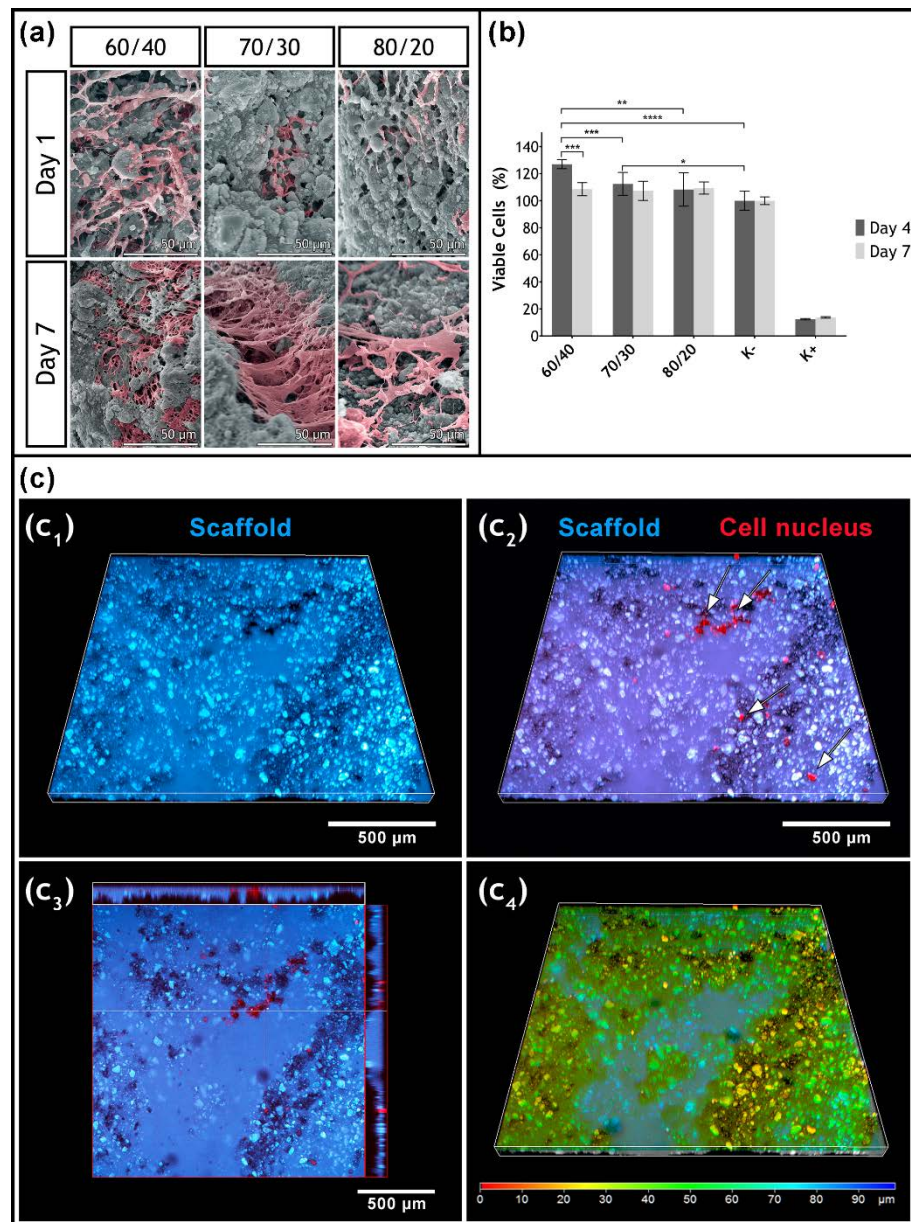 (a)
60/40
70/30
80/20
Day 1
50 µm
50 µm
50 µm
Day 7
50 µm
50 µm
50 µm
(b)
**
****
***
***
*
Viable Cells (%)
140
120
100
80
60
40
20
0
60/40
70/30
80/20
K-
K+
Day 4
Day 7
(c)
(c1)
Scaffold
500 µm
(c2)
Scaffold Cell nucleus
500 µm
(c3)
500 µm
(c4)
0 10 20 30 40 50 60 70 80 90 µm